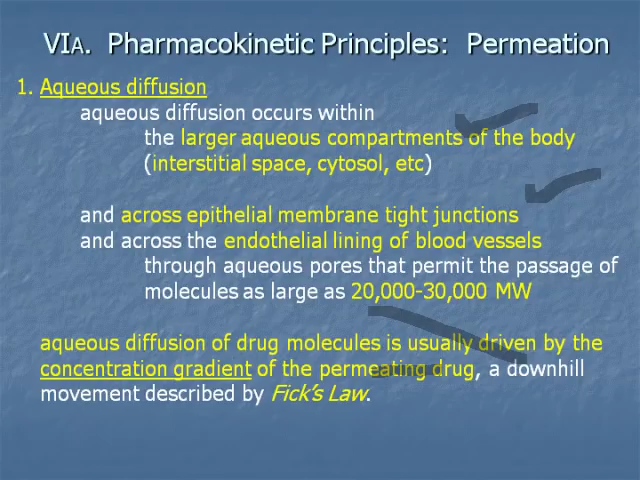 VIA. Pharmacokinetic Principles: Permeation
1. Aqueous diffusion
aqueous diffusion occurs within
the larger aqueous compartments of the body
(interstitial space, cytosol, etc)
and across epithelial membrane tight junctions
and across the endothelial lining of blood vessels
through aqueous pores that permit the passage of
molecules as large as 20,000-30,000 MW
aqueous diffusion of drug molecules is usually driven by the
concentration gradient of the permeating drug, a downhill
movement described by Fick's Law.